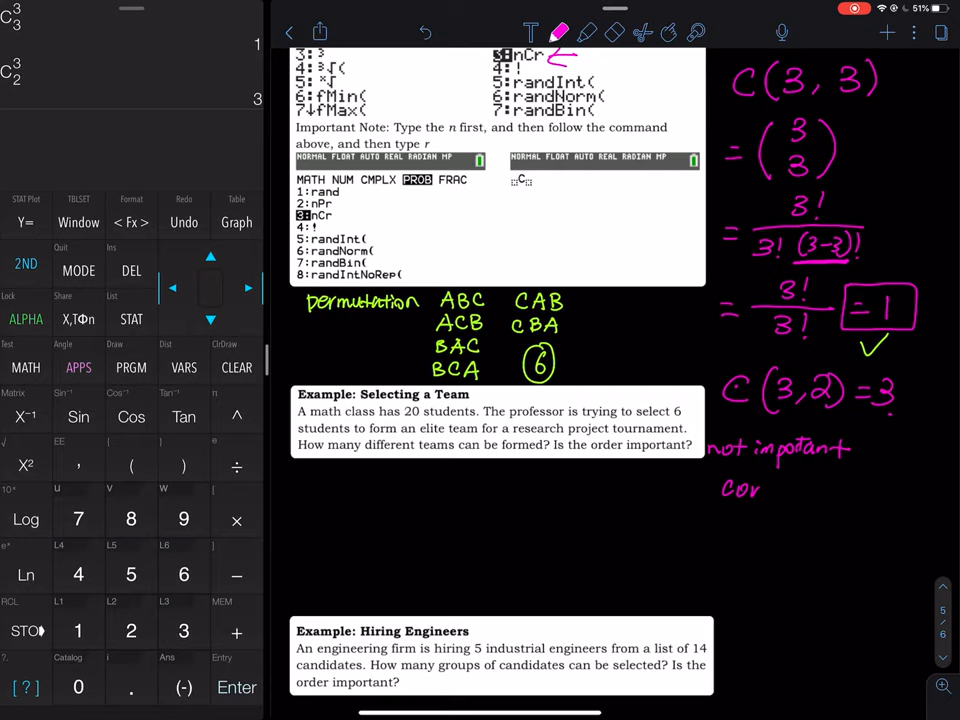 C 3 3
1
C 3 2
3
51%
3: ³
4: ³√(
5: ˣ√
6: fMin(
7↓fMax(
3:nCr
4: !
5: randInt(
6: randNorm(
7: randBin(
Important Note: Type the n first, and then follow the command
above, and then type r
NORMAL FLOAT AUTO REAL RADIAN MP
MATH NUM CMPLX PROB FRAC
1: rand
2: nPr
3:nCr
4: !
5: randInt(
6: randNorm(
7: randBin(
8: randIntNoRep(
NORMAL FLOAT AUTO REAL RADIAN MP
C
permutation ABC CAB
ACB CBA
BAC
BCA 6
Example: Selecting a Team
A math class has 20 students. The professor is trying to select 6
students to form an elite team for a research project tournament.
How many different teams can be formed? Is the order important?
Example: Hiring Engineers
An engineering firm is hiring 5 industrial engineers from a list of 14
candidates. How many groups of candidates can be selected? Is the
order important?
C(3, 3)
= (3 3)
= 3! / 3! (3-3)!
= 3! / 3! = 1
C(3,2) = 3
not important
cor
5 / 6
Stat Plot TBLSET Format Redo Table
Y= Window < Fx > Undo Graph
Quit Ins
2ND MODE DEL
Lock Share List
ALPHA X,TΦn STAT
Test Angle Dist ClrDraw
MATH APPS PRGM VARS CLEAR
Matrix Sin⁻¹ Cos⁻¹ Tan⁻¹ π
X⁻¹ Sin Cos Tan ^
√ EE { } e
X² , ( ) ÷
10ˣ u v w [
Log 7 8 9 ×
eˣ L4 L5 L6 ]
Ln 4 5 6 −
RCL L1 L2 L3 MEM
STO 1 2 3 +
?. Catalog i Ans Entry
[ ? ] 0 . (-) Enter